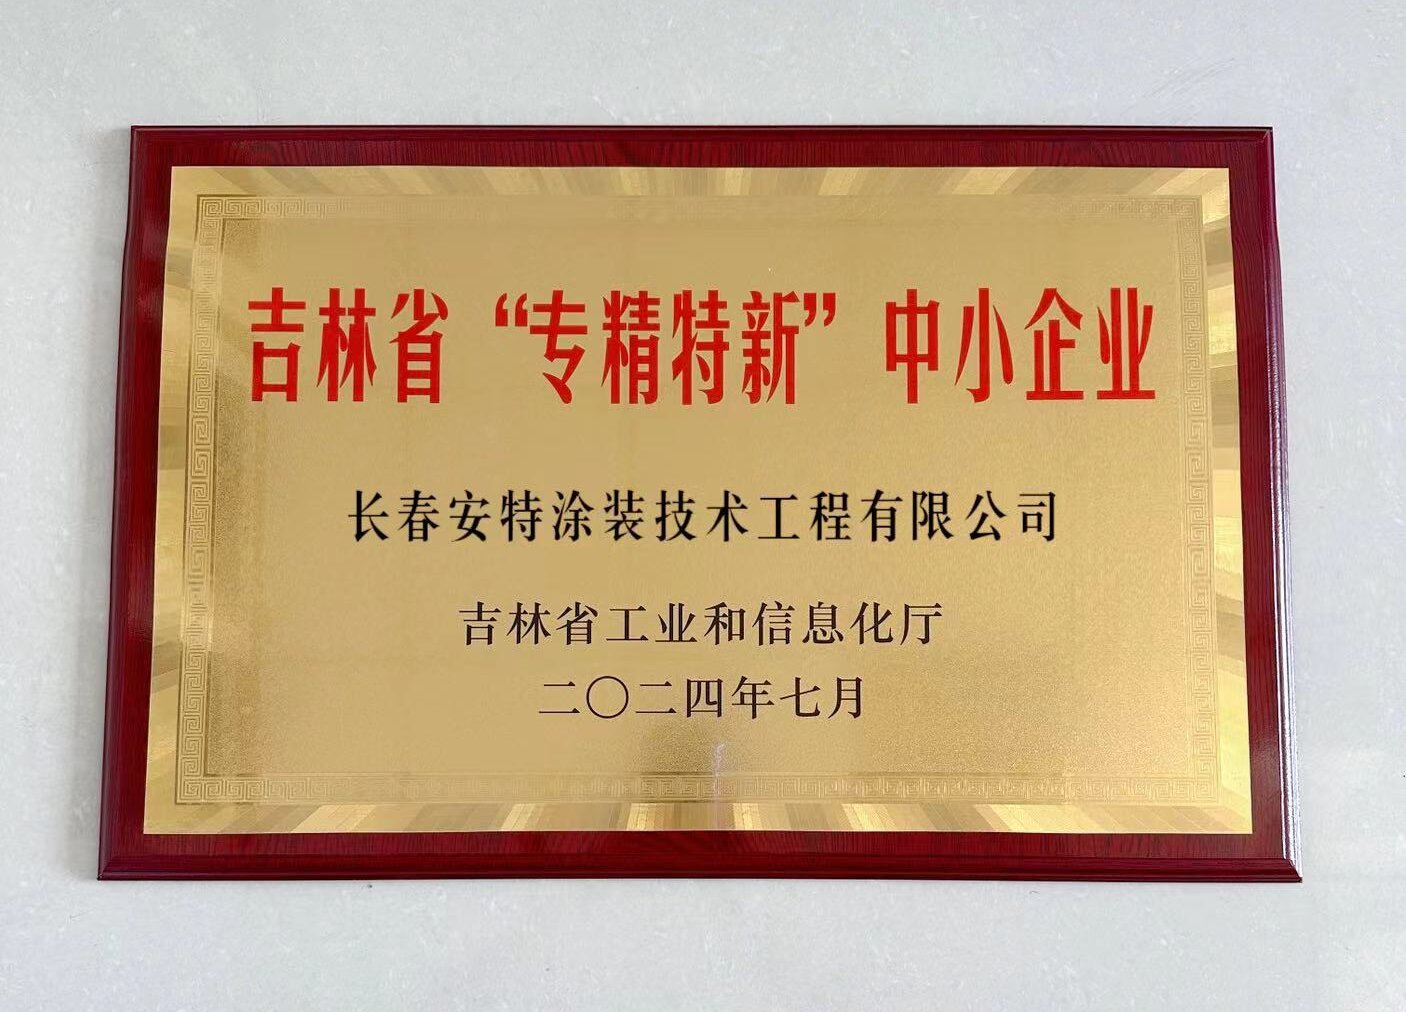 吉林省“专精特新”中小企业
长春安特涂装技术工程有限公司
吉林省工业和信息化厅
二〇二四年七月